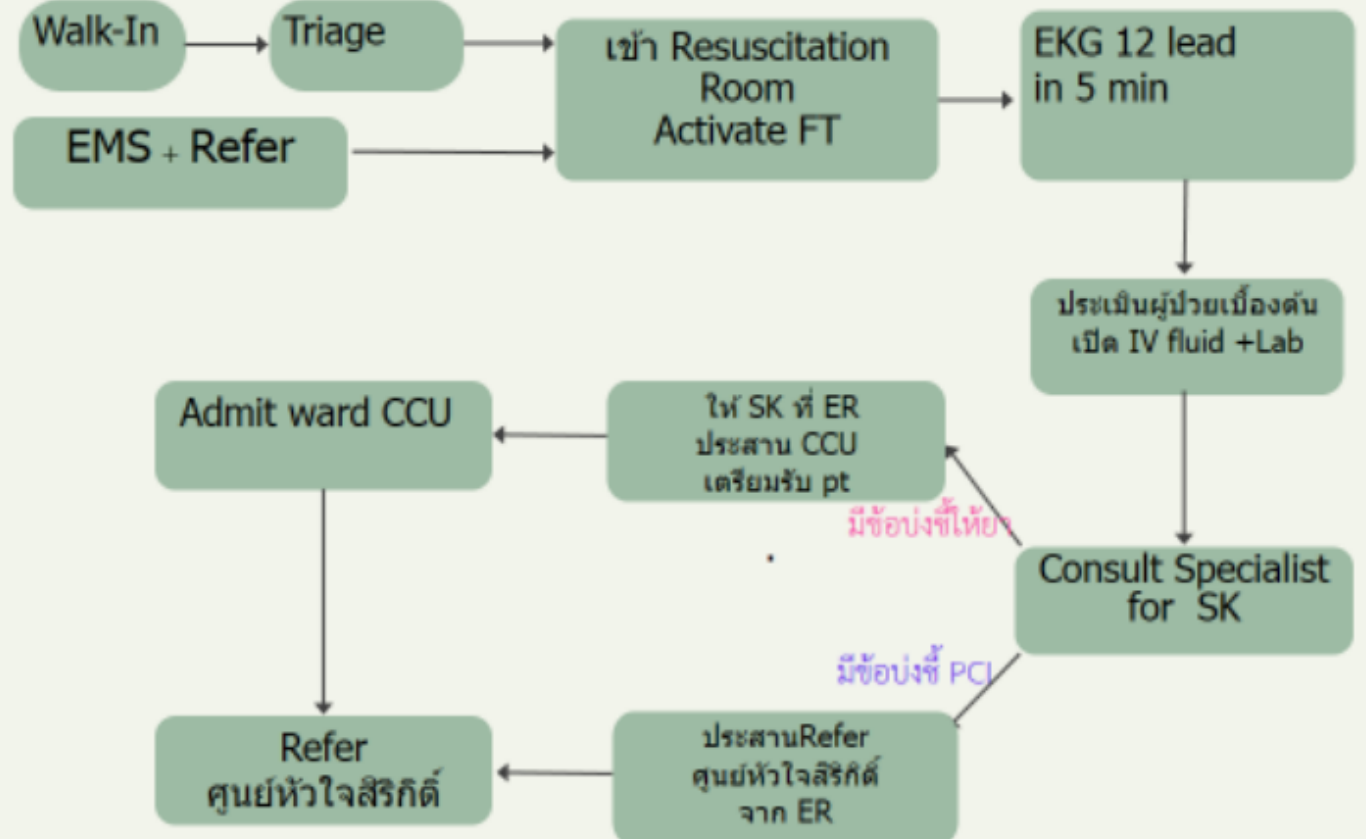 Walk-In
Triage
เข้า Resuscitation
Room
Activate FT
EKG 12 lead
in 5 min
EMS + Refer
ประเมินผู้ป่วยเบื้องต้น
เปิด IV fluid +Lab
Admit ward CCU
ให้ SK ที่ ER
ประสาน CCU
เตรียมรับ pt
มีข้อบ่งชี้ให้ยา
Consult Specialist
for SK
มีข้อบ่งชี้ PCI
Refer
ศูนย์หัวใจสิริกิติ์
ประสานRefer
ศูนย์หัวใจสิริกิติ์
จาก ER